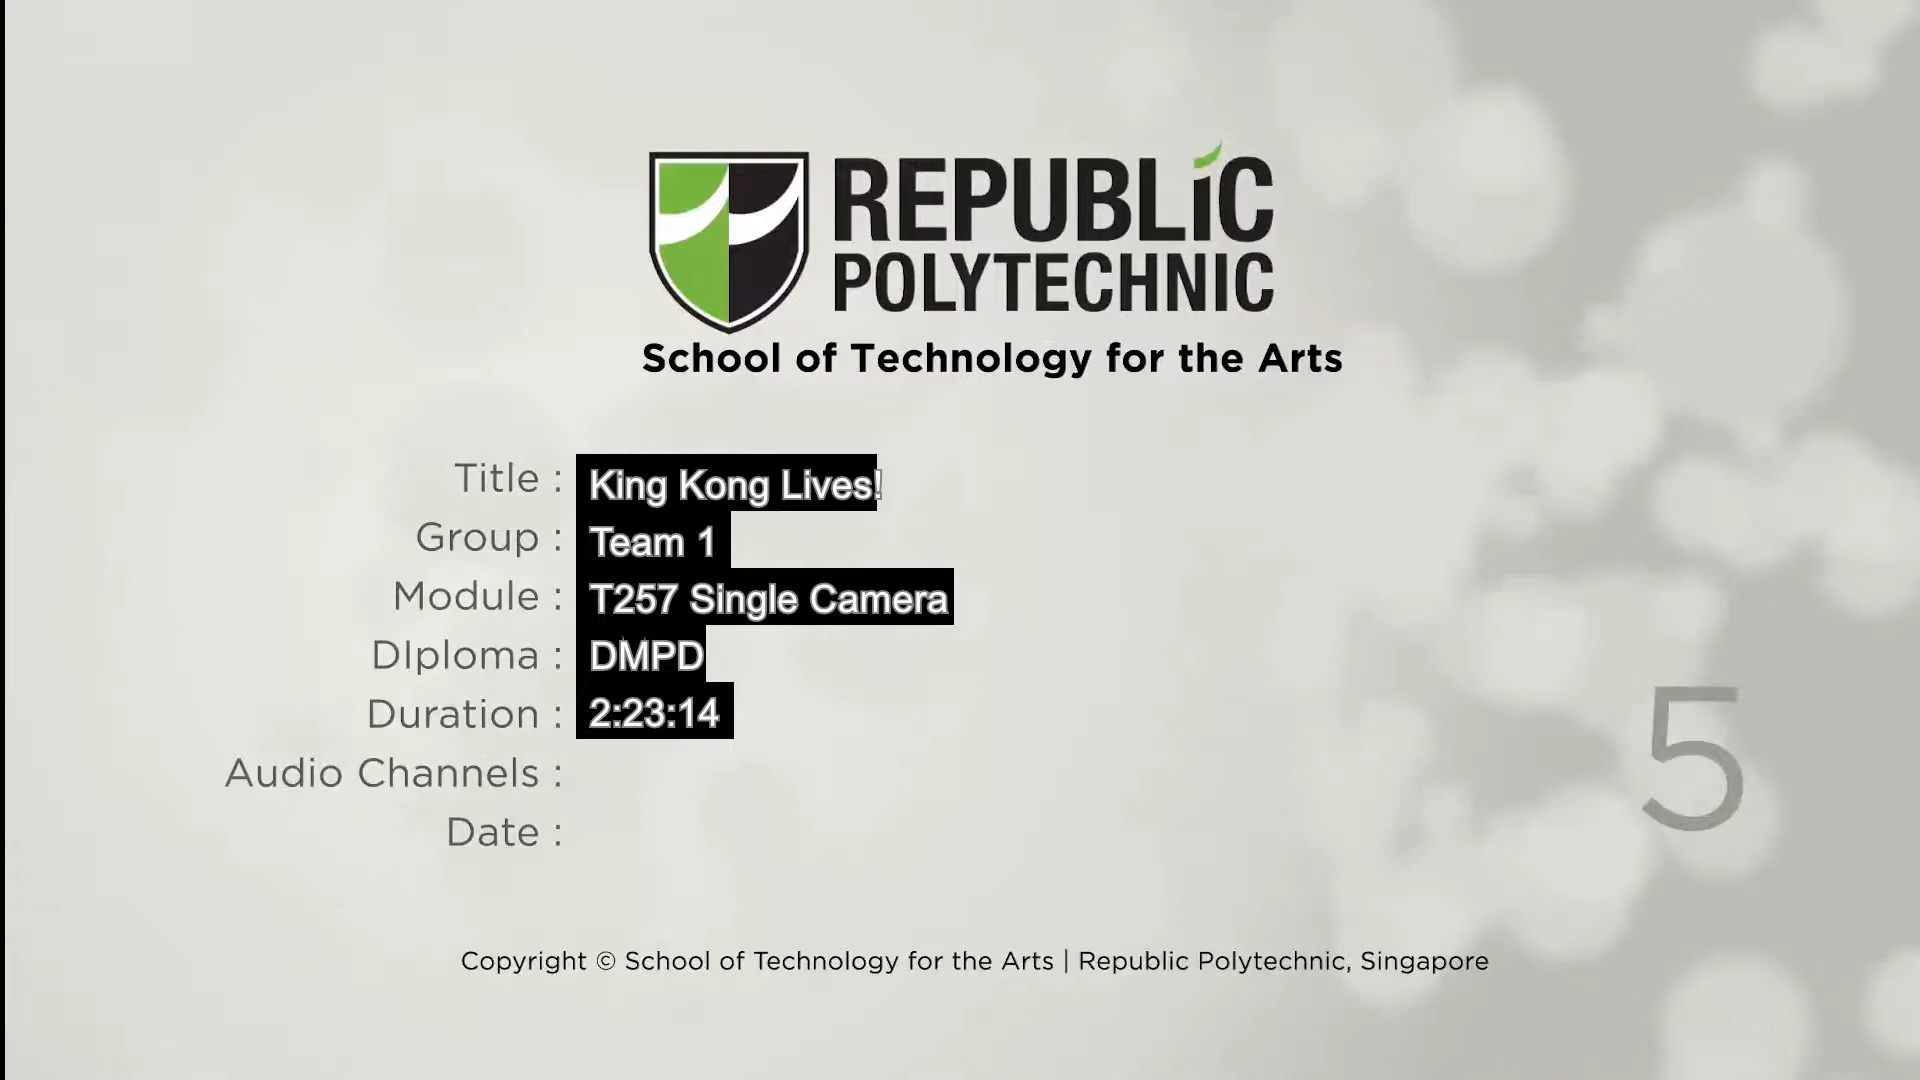 REPUBLIC
POLYTECHNIC
School of Technology for the Arts
Title : King Kong Lives!
Group : Team 1
Module : T257 Single Camera
DIploma : DMPD
Duration : 2:23:14
Audio Channels :
Date :
5
Copyright © School of Technology for the Arts | Republic Polytechnic, Singapore